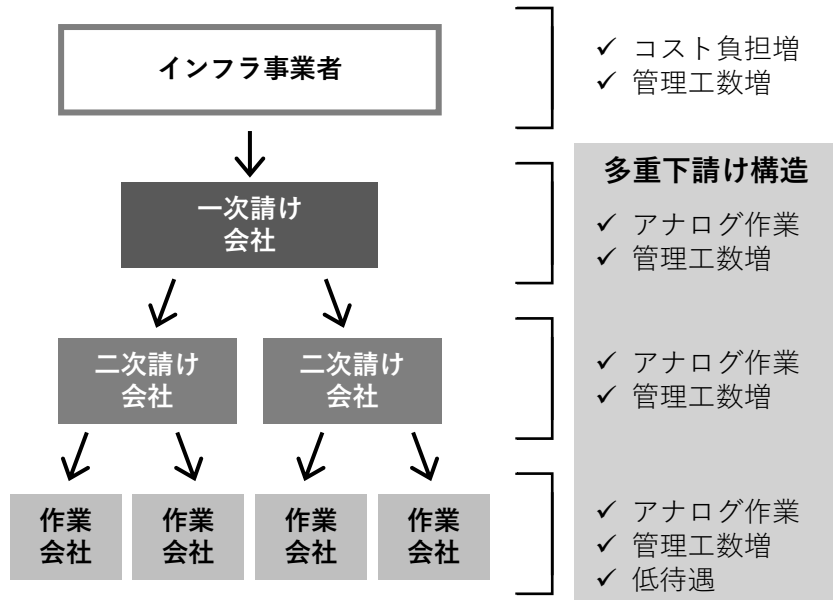 インフラ事業者
✓ コスト負担増
✓ 管理工数増
多重下請け構造
一次請け
会社
✓ アナログ作業
✓ 管理工数増
二次請け
会社
二次請け
会社
✓ アナログ作業
✓ 管理工数増
作業
会社
作業
会社
作業
会社
作業
会社
✓ アナログ作業
✓ 管理工数増
✓ 低待遇